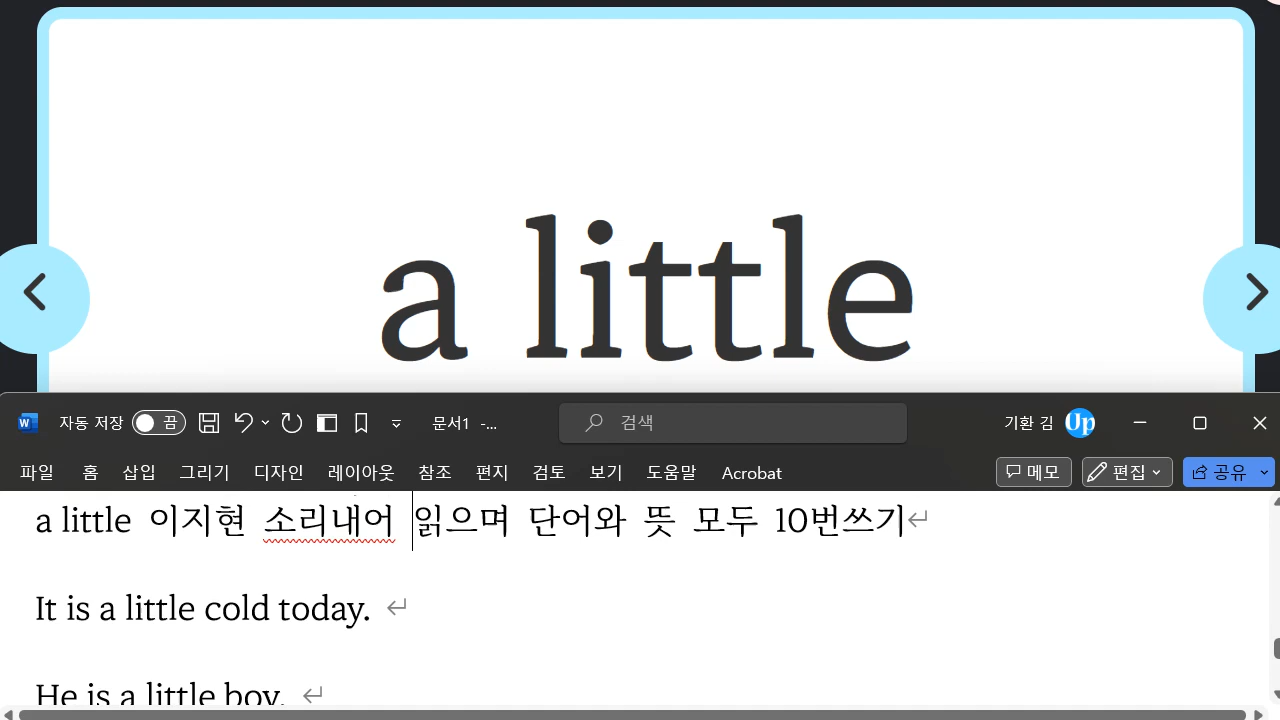 a little
자동 저장 끔 문서1 -... 검색 기환 김 Up
파일 홈 삽입 그리기 디자인 레이아웃 참조 편지 검토 보기 도움말 Acrobat 메모 편집 공유
a little 이지현 소리내어 읽으며 단어와 뜻 모두 10번쓰기
It is a little cold today.
He is a little boy.